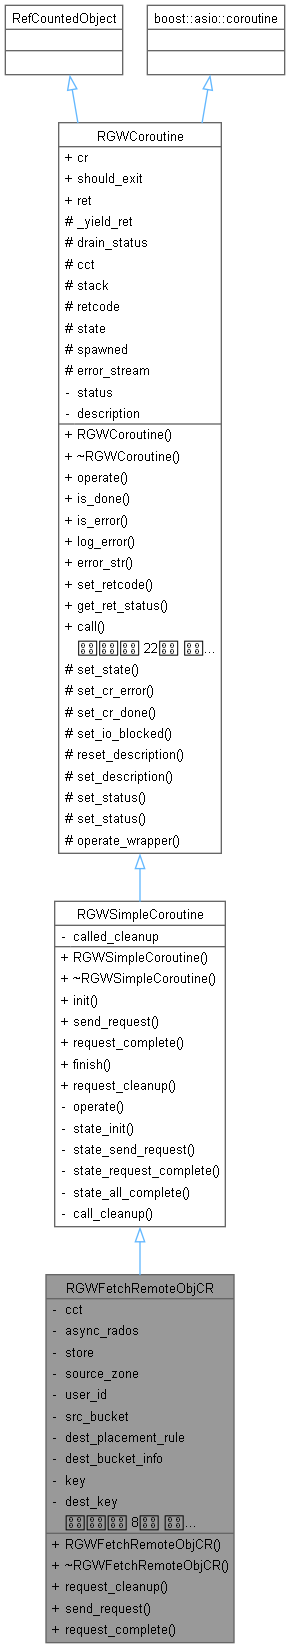 RefCountedObject
boost::asio::coroutine
RGWCoroutine
+ cr
+ should_exit
+ ret
# _yield_ret
# drain_status
# cct
# stack
# retcode
# state
# spawned
# error_stream
- status
- description
+ RGWCoroutine()
+ ~RGWCoroutine()
+ operate()
+ is_done()
+ is_error()
+ log_error()
+ error_str()
+ set_retcode()
+ get_ret_status()
+ call()
22 ...
# set_state()
# set_cr_error()
# set_cr_done()
# set_io_blocked()
# reset_description()
# set_description()
# set_status()
# set_status()
# operate_wrapper()
RGWSimpleCoroutine
- called_cleanup
+ RGWSimpleCoroutine()
+ ~RGWSimpleCoroutine()
+ init()
+ send_request()
+ request_complete()
+ finish()
+ request_cleanup()
- operate()
- state_init()
- state_send_request()
- state_request_complete()
- state_all_complete()
- call_cleanup()
RGWFetchRemoteObjCR
- cct
- async_rados
- store
- source_zone
- user_id
- src_bucket
- dest_placement_rule
- dest_bucket_info
- key
- dest_key
8 ...
+ RGWFetchRemoteObjCR()
+ ~RGWFetchRemoteObjCR()
+ request_cleanup()
+ send_request()
+ request_complete()